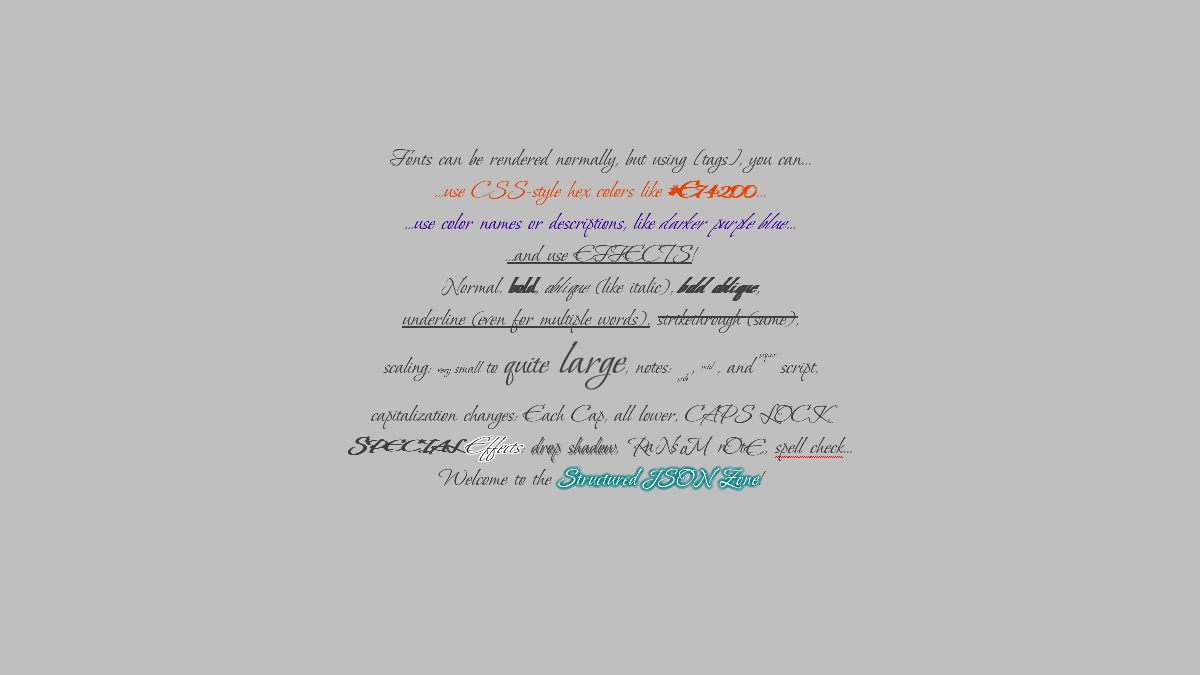 Fonts can be rendered normally, but using [tags], you can...
...use CSS-style hex colors like #E74200...
...use color names or descriptions, like darker purple blue...
...and use EFFECTS!
Normal, bold, oblique (like italic), bold oblique,
underline (even for multiple words), strikethrough (same),
scaling: very small to quite large, notes: sub, mid, and super script,
capitalization changes: Each Cap, all lower, CAPS LOCK.
SPECIAL Effects: drop shadow, RaNsoM nOtE, spell check...
Welcome to the Structured JSON Zone!